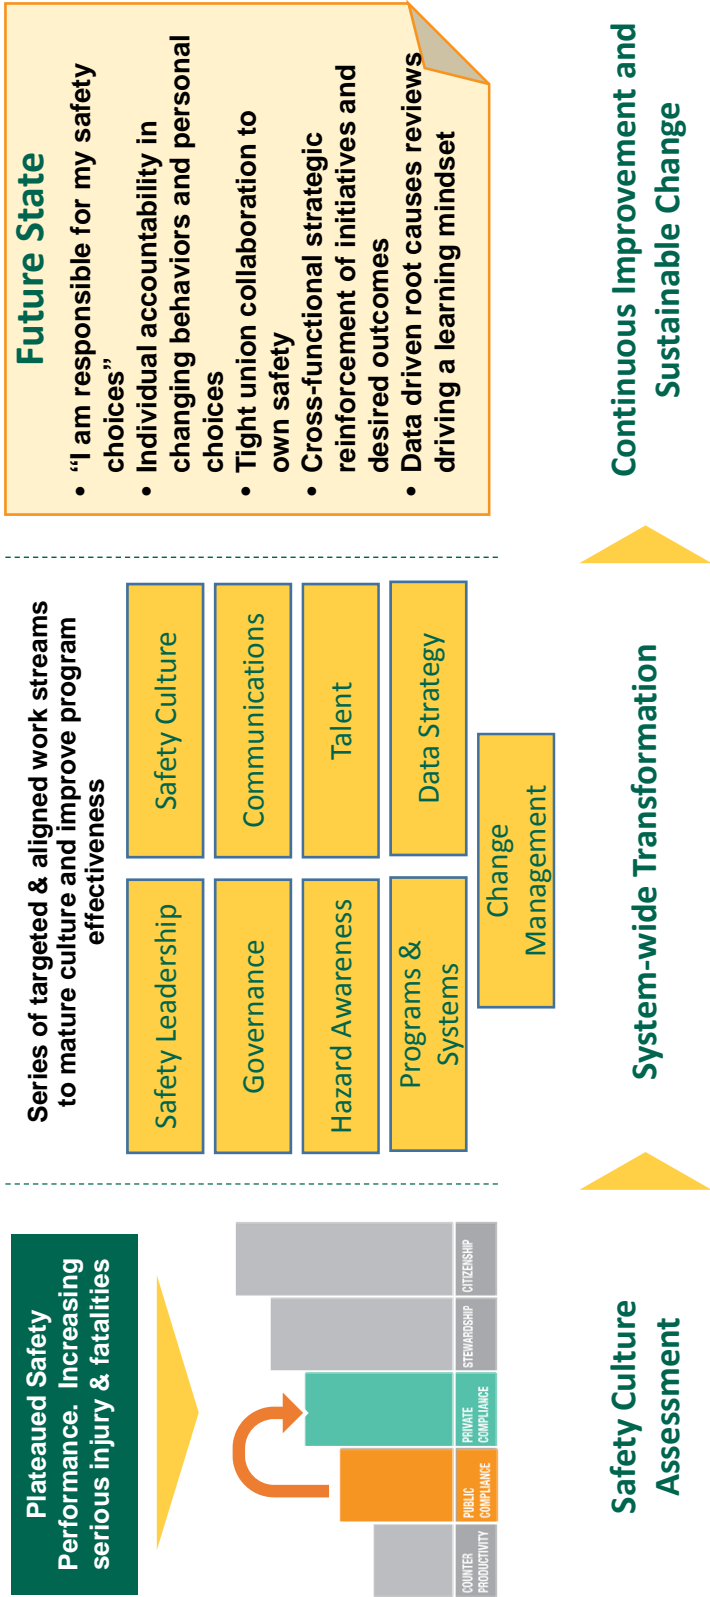 Plateaued Safety
Performance.  Increasing
serious injury & fatalities
COUNTER
PRODUCTIVITY
PUBLIC
COMPLIANCE
PRIVATE
COMPLIANCE
STEWARDSHIP
CITIZENSHIP
Safety Culture
Assessment
Series of targeted & aligned work streams
to mature culture and improve program
effectiveness
Safety Leadership
Safety Culture
Governance
Communications
Hazard Awareness
Talent
Programs &
Systems
Data Strategy
Change
Management
System-wide Transformation
Future State
• “I am responsible for my safety
choices”
• Individual accountability in
changing behaviors and personal
choices
• Tight union collaboration to
own safety
• Cross-functional strategic
reinforcement of initiatives and
desired outcomes
• Data driven root causes reviews
driving a learning mindset
Continuous Improvement and
Sustainable Change